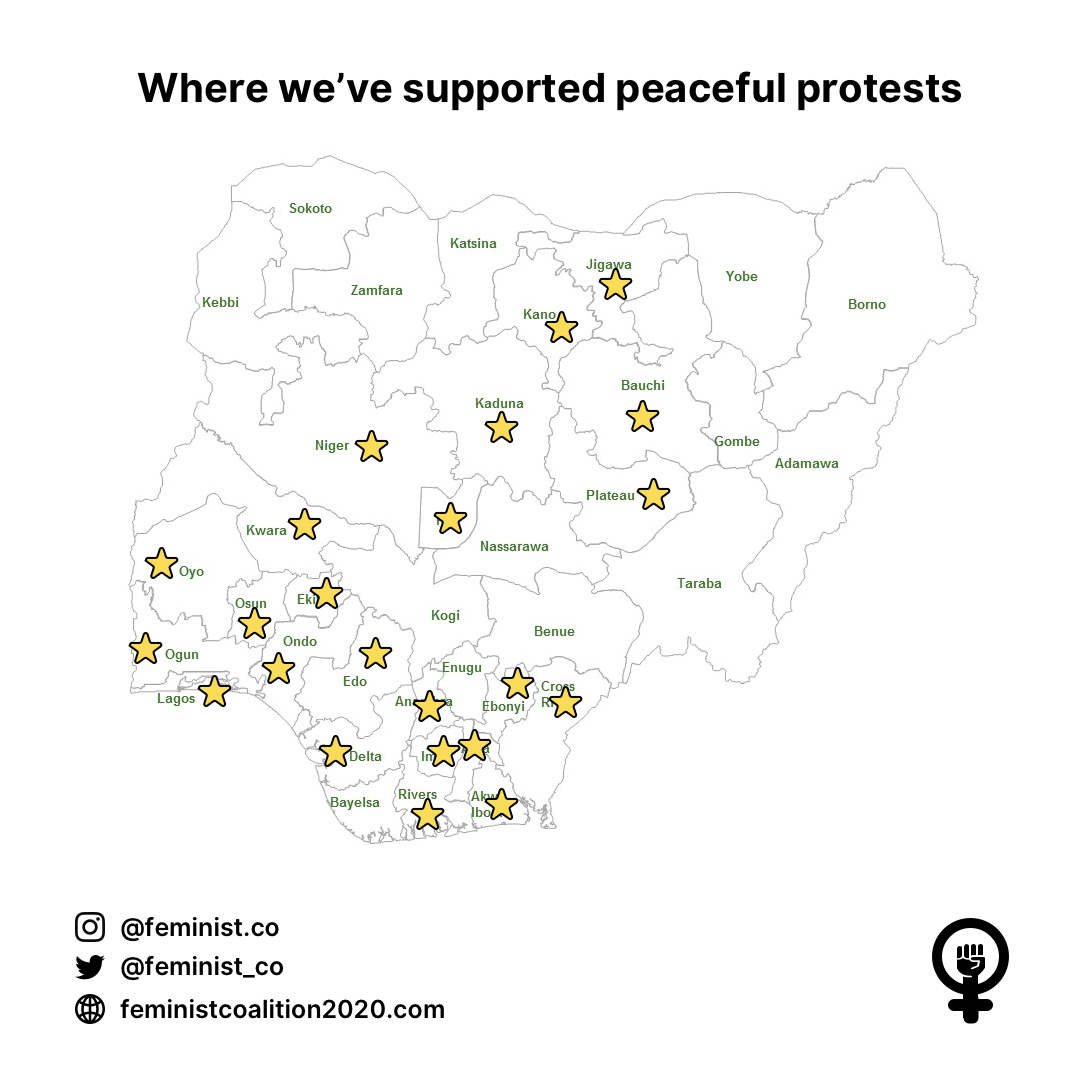 Where we’ve supported peaceful protests
Sokoto
Katsina
Jigawa
Yobe
Zamfara
Kebbi
Borno
Kano
Bauchi
Kaduna
Niger
Gombe
Adamawa
Plateau
Kwara
Nassarawa
Oyo
Taraba
Osun
Eki
Kogi
Benue
Ondo
Ogun
Enugu
Edo
Cross
R
Lagos
An a
Ebonyi
Im
Delta
Bayelsa
Rivers
Akw
Ibo
@feminist.co
@feminist_co
feministcoalition2020.com